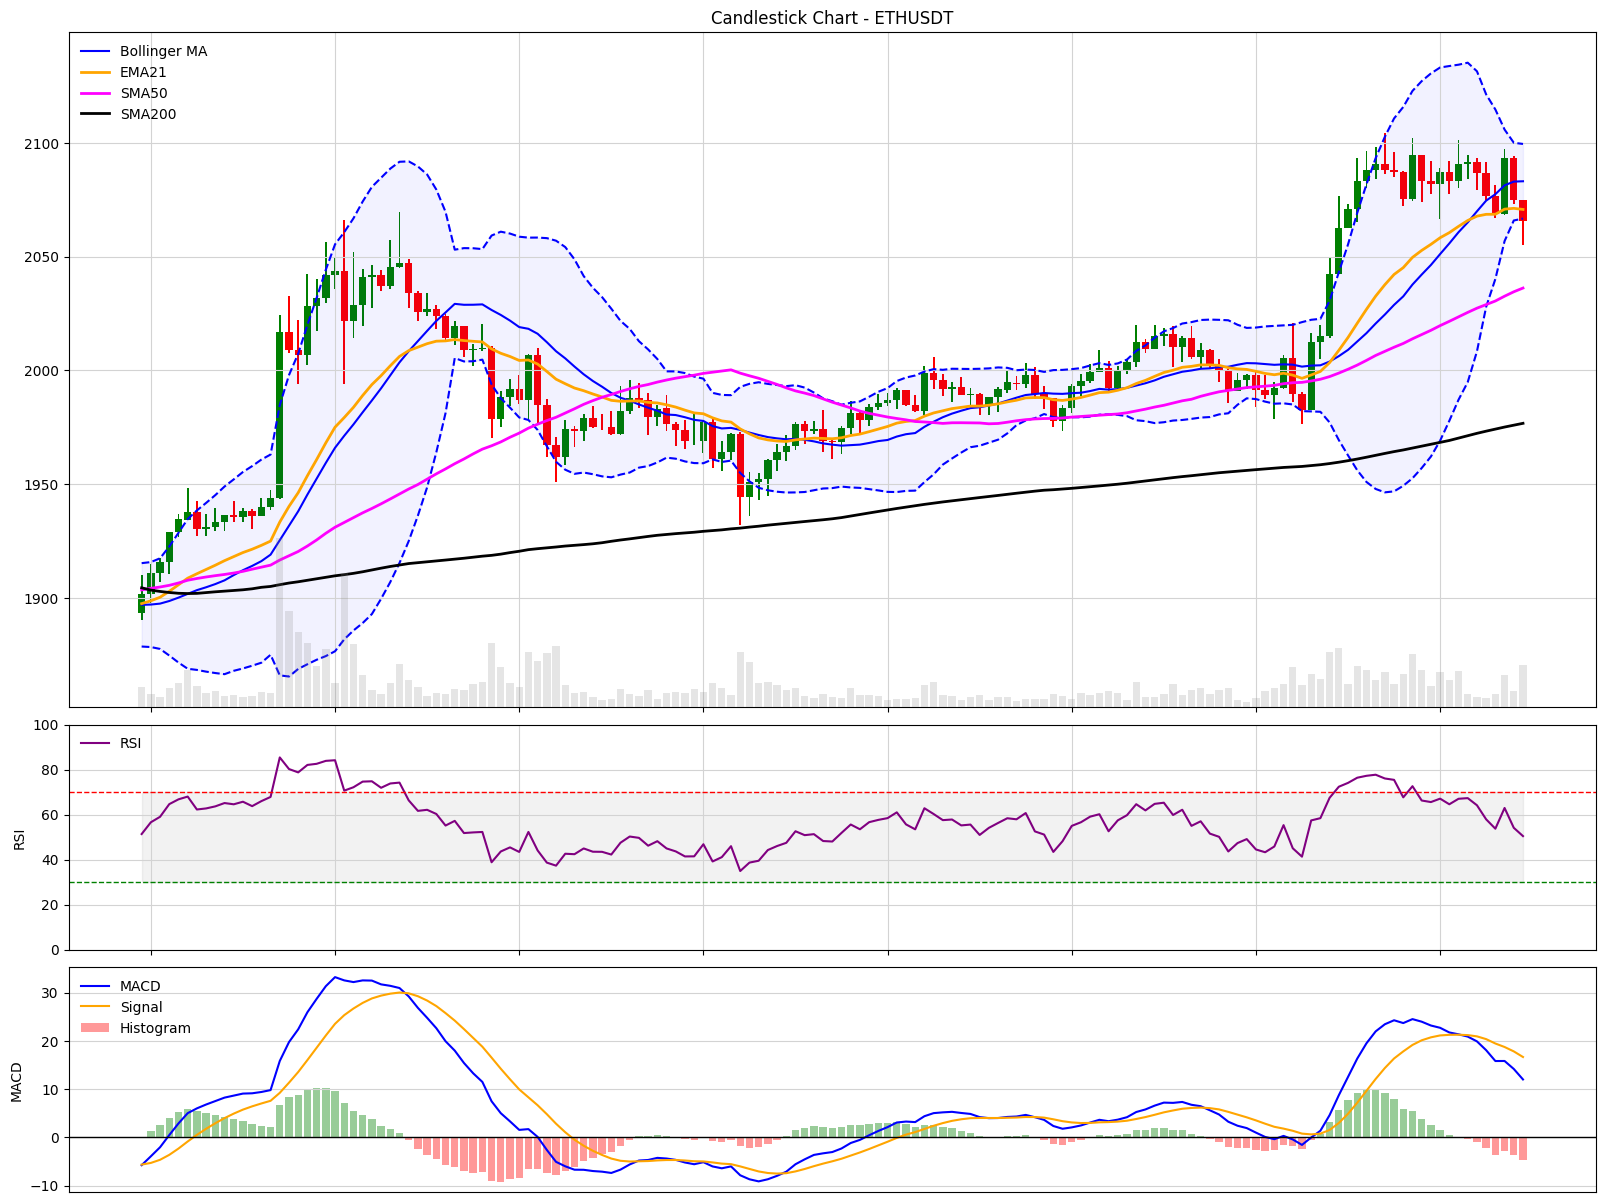 Candlestick Chart - ETHUSDT
Bollinger MA
EMA21
SMA50
SMA200
2100
2050
2000
1950
1900
100
80
60
40
20
0
RSI
RSI
30
20
10
0
−10
MACD
MACD
Signal
Histogram